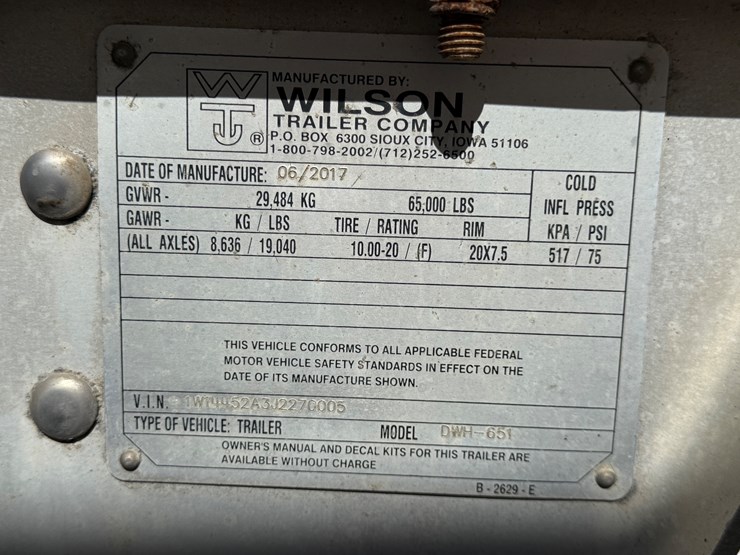 WTC ®
MANUFACTURED BY:
WILSON
TRAILER COMPANY
P.O. BOX 6300 SIOUX CITY, IOWA 51106
1-800-798-2002/(712)252-6500
DATE OF MANUFACTURE: 06/2017
COLD
INFL PRESS
KPA / PSI
GVWR - 29,484 KG 65,000 LBS
GAWR - KG / LBS TIRE / RATING RIM
(ALL AXLES) 8.636 / 19,040 10.00-20 / (F) 20X7.5 517 / 75
THIS VEHICLE CONFORMS TO ALL APPLICABLE FEDERAL
MOTOR VEHICLE SAFETY STANDARDS IN EFFECT ON THE
DATE OF ITS MANUFACTURE SHOWN.
V.I.N.
TYPE OF VEHICLE: TRAILER MODEL DWH-651
OWNER'S MANUAL AND DECAL KITS FOR THIS TRAILER ARE
AVAILABLE WITHOUT CHARGE
B - 2629 - E